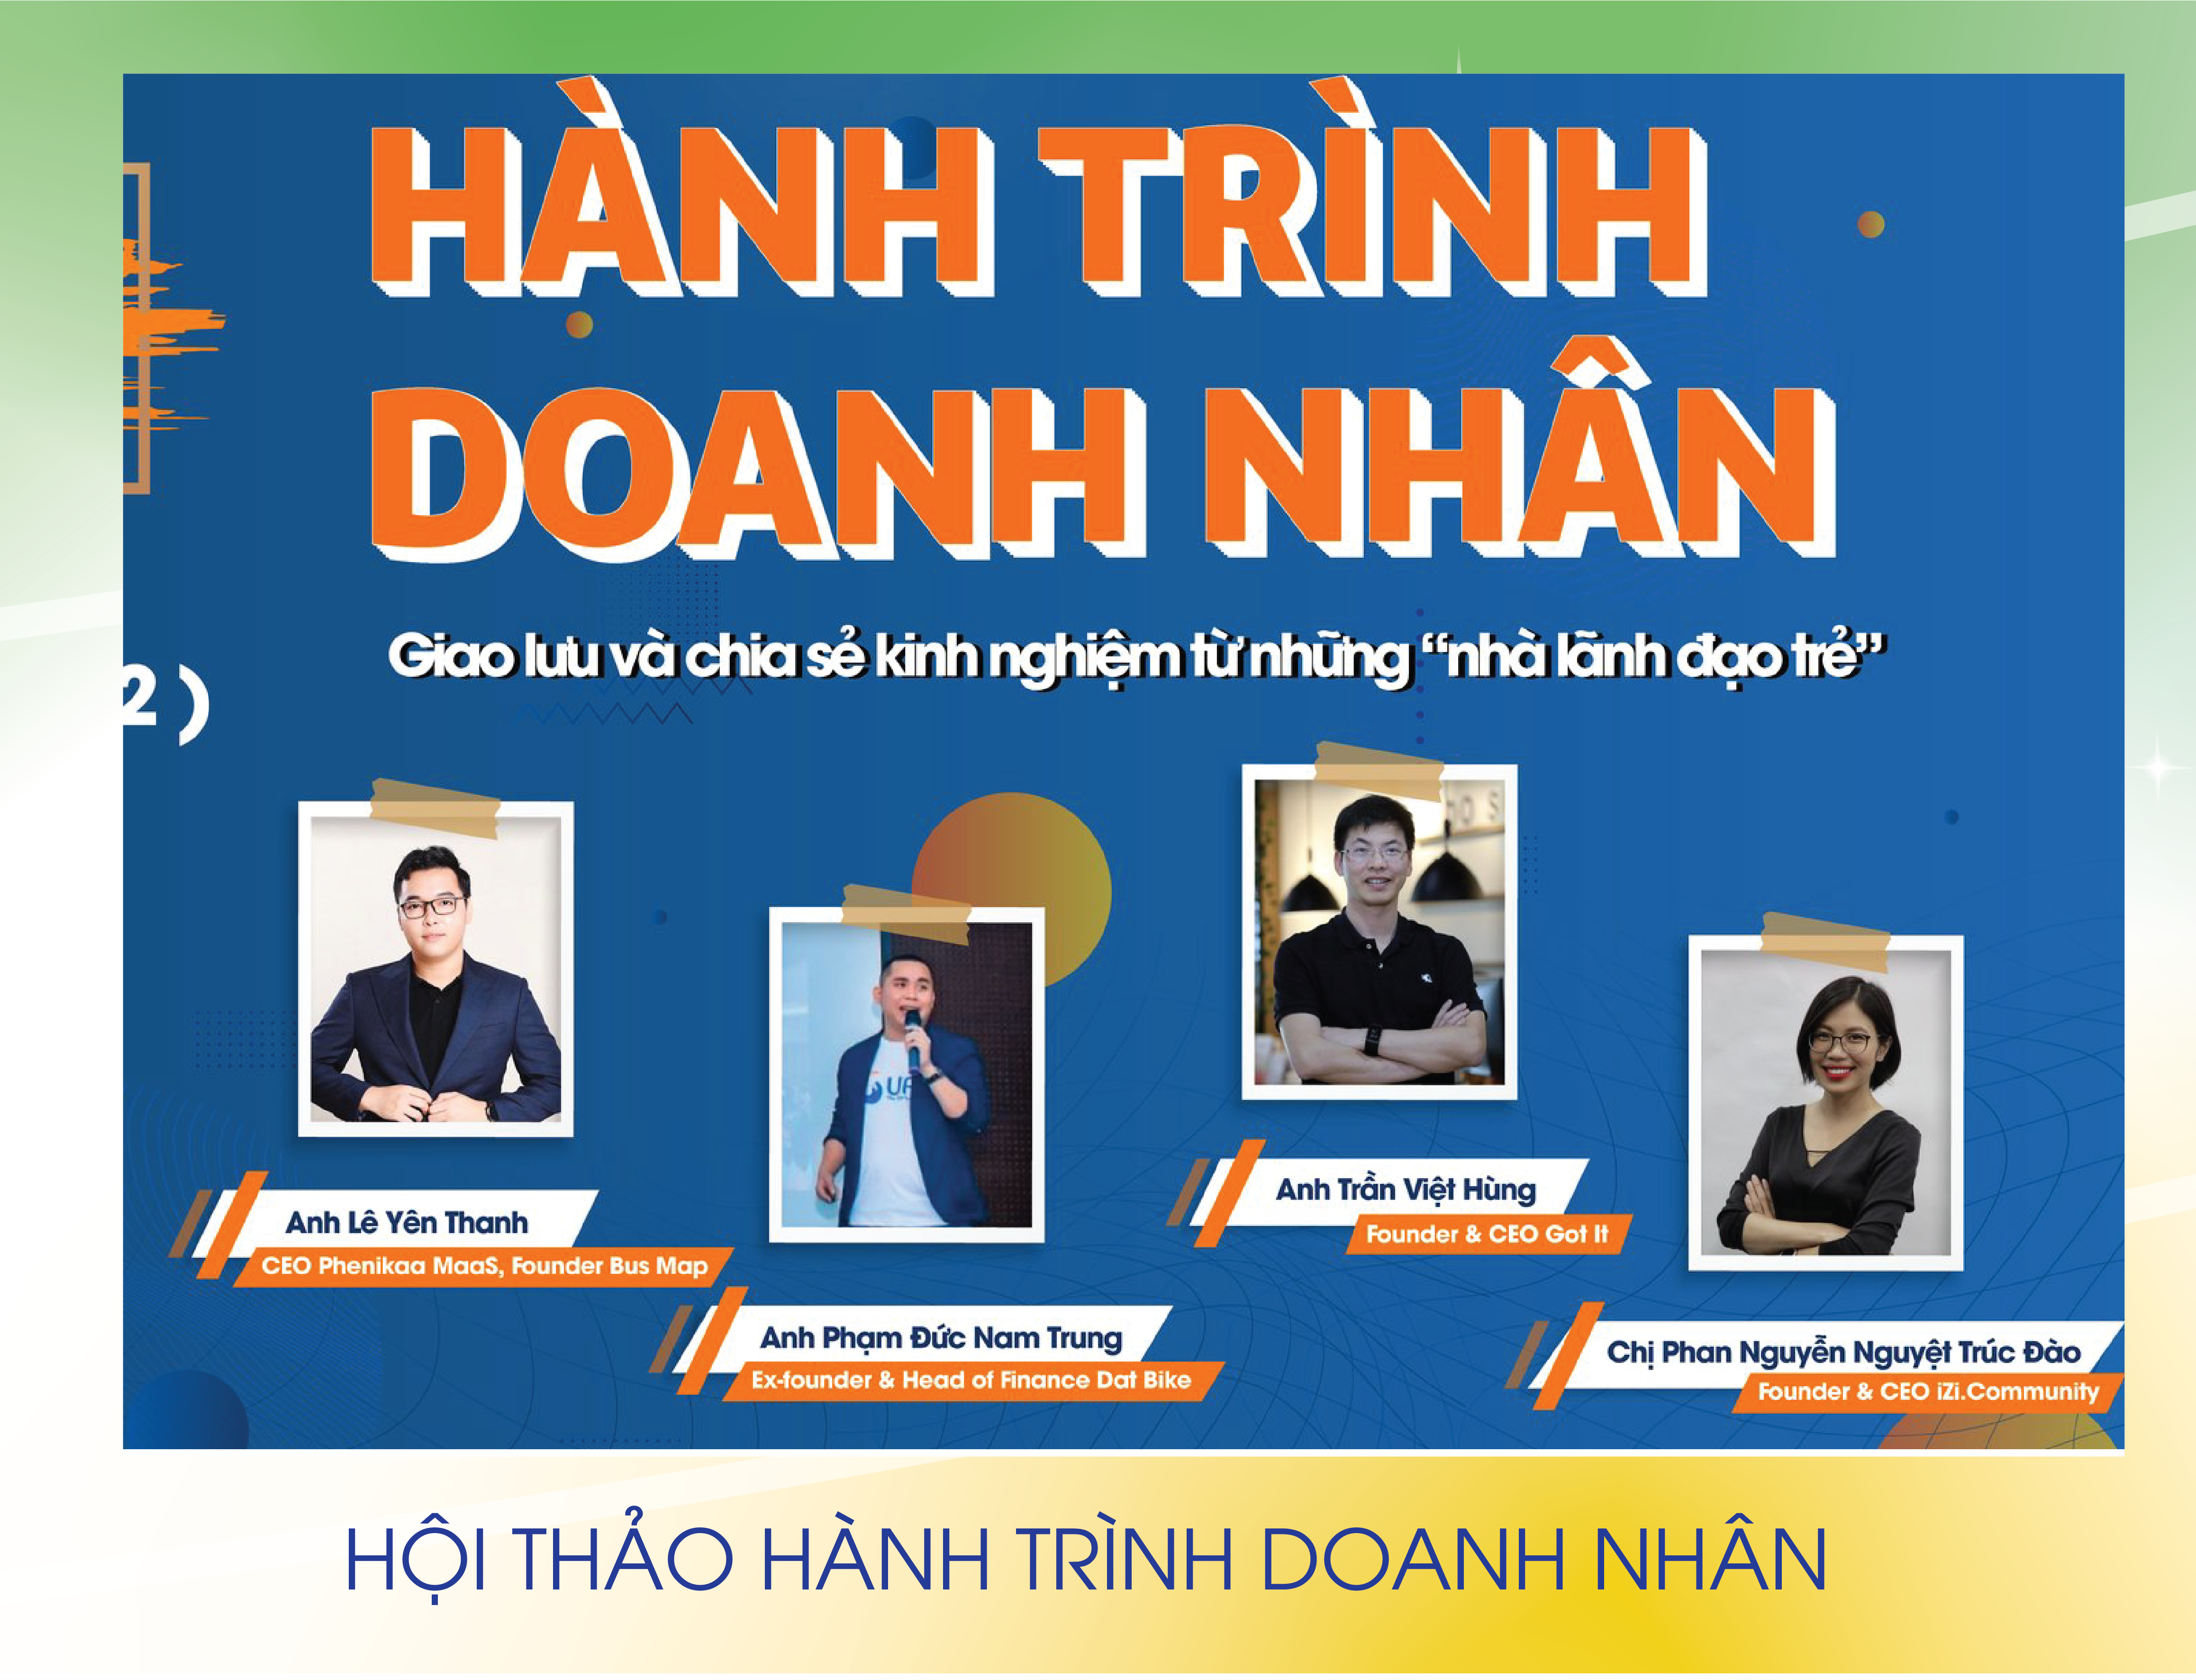 HÀNH TRÌNH
DOANH NHÂN
Giao lưu và chia sẻ kinh nghiệm từ những “nhà lãnh đạo trẻ”
2 )
Anh Lê Yên Thanh
CEO Phenikaa MaaS, Founder Bus Map
Anh Phạm Đức Nam Trung
Ex-founder & Head of Finance Dat Bike
Anh Trần Việt Hùng
Founder & CEO Got It
Chị Phan Nguyễn Nguyệt Trúc Đào
Founder & CEO iZi.Community
HỘI THẢO HÀNH TRÌNH DOANH NHÂN